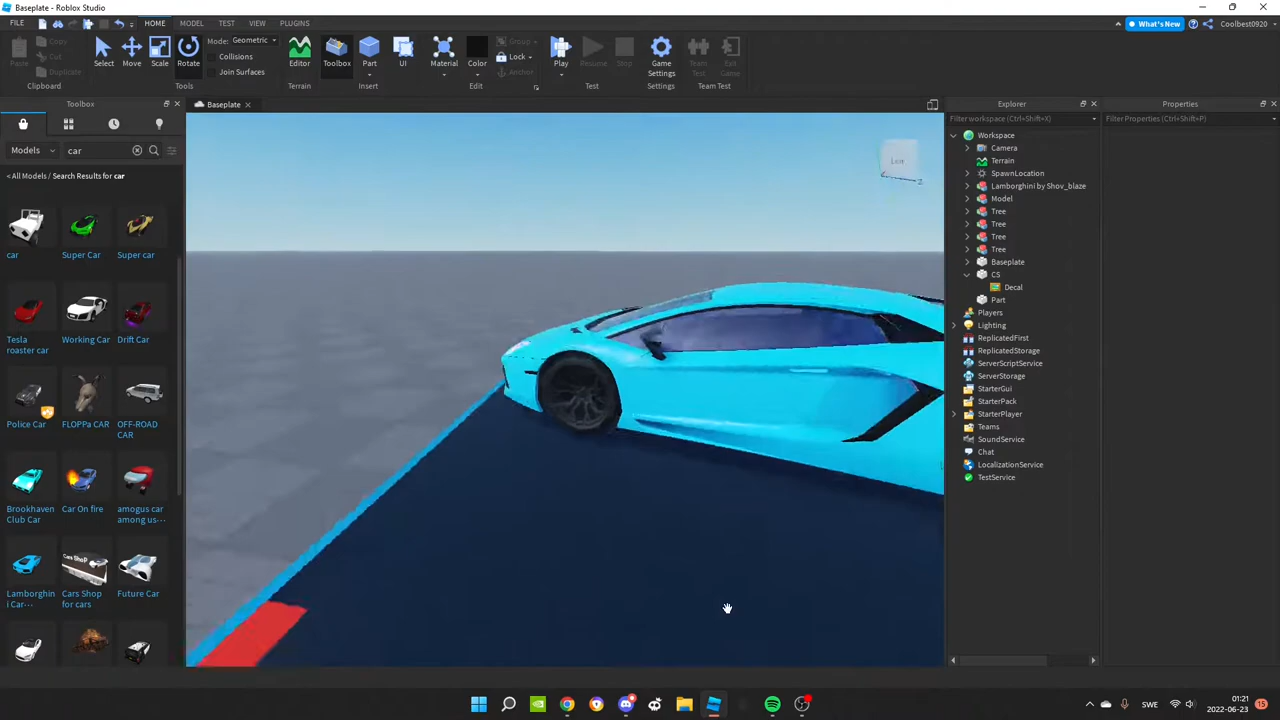 Baseplate - Roblox Studio
FILE HOME MODEL TEST VIEW PLUGINS
What's New
Coolbest0920
Paste
Copy
Cut
Duplicate
Clipboard
Select Move Scale Rotate
Mode: Geometric
Collisions
Join Surfaces
Tools
Editor
Terrain
Toolbox Part UI
Insert
Material Color
Group
Lock
Anchor
Edit
Play Resume Stop
Test
Game Settings
Settings
Team Test
Exit Game
Team Test
Toolbox
Baseplate
Explorer
Properties
Filter workspace (Ctrl+Shift+X)
Filter Properties (Ctrl+Shift+P)
Models
car
< All Models / Search Results for car
car
Super Car
Super car
Tesla roaster car
Working Car
Drift Car
Police Car
FLOPPa CAR
OFF-ROAD CAR
Brookhaven Club Car
Car On fire
amogus car among us-···
Lamborghini Car-···
Cars Shop for cars
Future Car
Workspace
Camera
Terrain
SpawnLocation
Lamborghini by Shov_blaze
Model
Tree
Tree
Tree
Tree
Baseplate
CS
Decal
Part
Players
Lighting
ReplicatedFirst
ReplicatedStorage
ServerScriptService
ServerStorage
StarterGui
StarterPack
StarterPlayer
Teams
SoundService
Chat
LocalizationService
TestService
SWE
01:21
2022-06-23
15